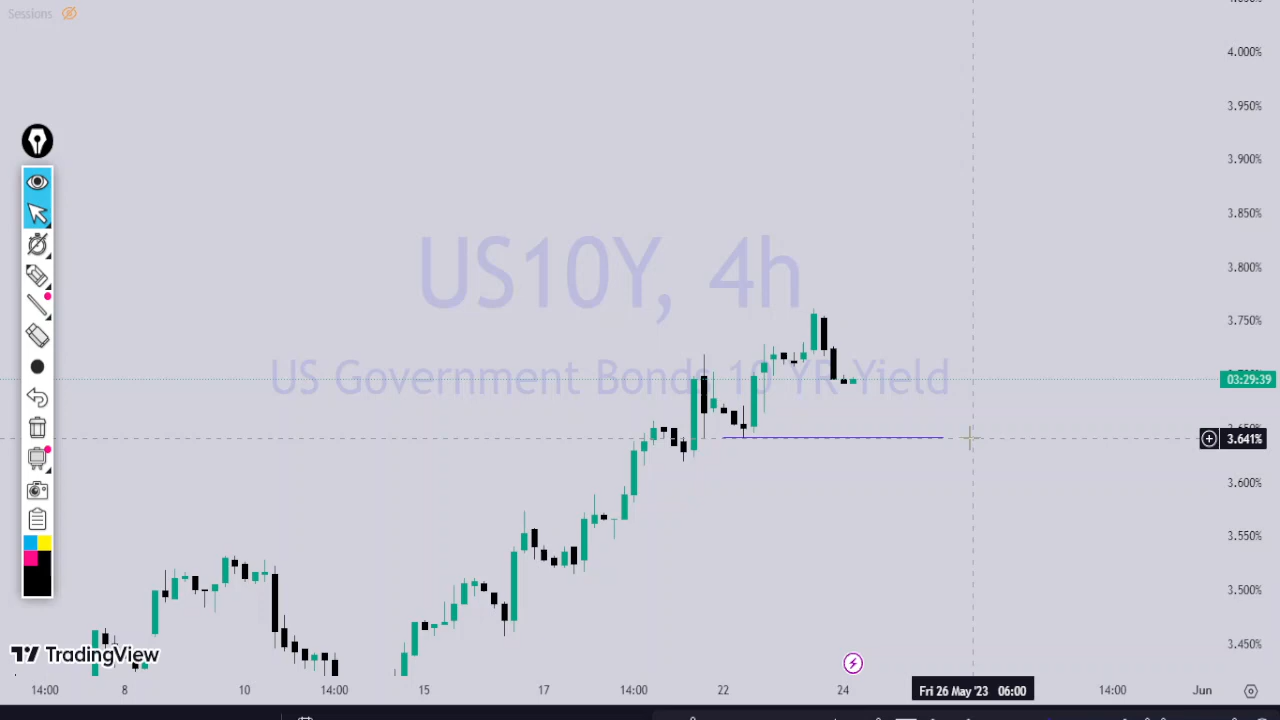 Sessions
4.000%
3.950%
3.900%
3.850%
US10Y, 4h
3.800%
3.750%
US Government Bonds 10 YR Yield
03:29:39
3.641%
3.600%
3.550%
3.500%
3.450%
TradingView
14:00 8 10 14:00 15 17 14:00 22 24 Fri 26 May '23 06:00 14:00 Jun